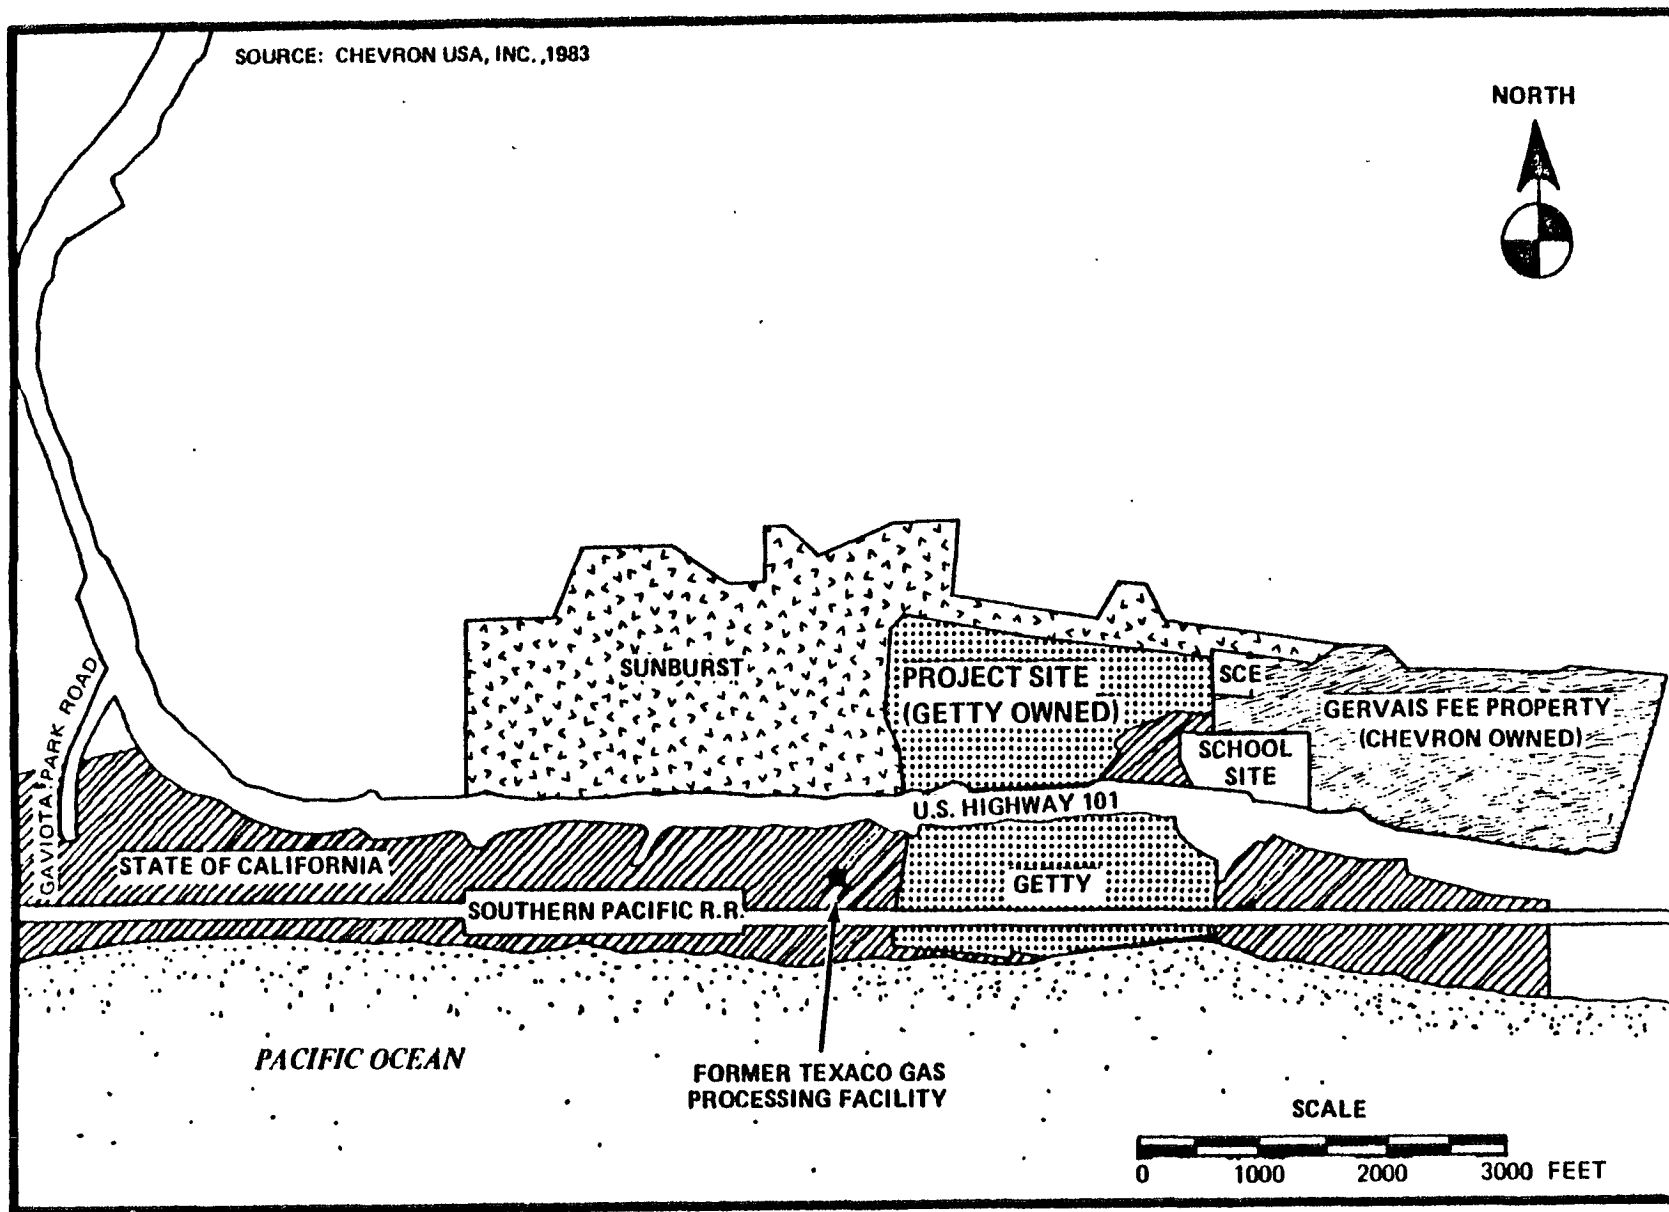 SOURCE: CHEVRON USA, INC.,1983
NORTH
GAVIOTA PARK ROAD
SUNBURST
PROJECT SITE
(GETTY OWNED)
SCE
GERVAIS FEE PROPERTY
(CHEVRON OWNED)
SCHOOL
SITE
U.S. HIGHWAY 101
STATE OF CALIFORNIA
GETTY
SOUTHERN PACIFIC R.R.
PACIFIC OCEAN
FORMER TEXACO GAS
PROCESSING FACILITY
SCALE
0 1000 2000 3000 FEET